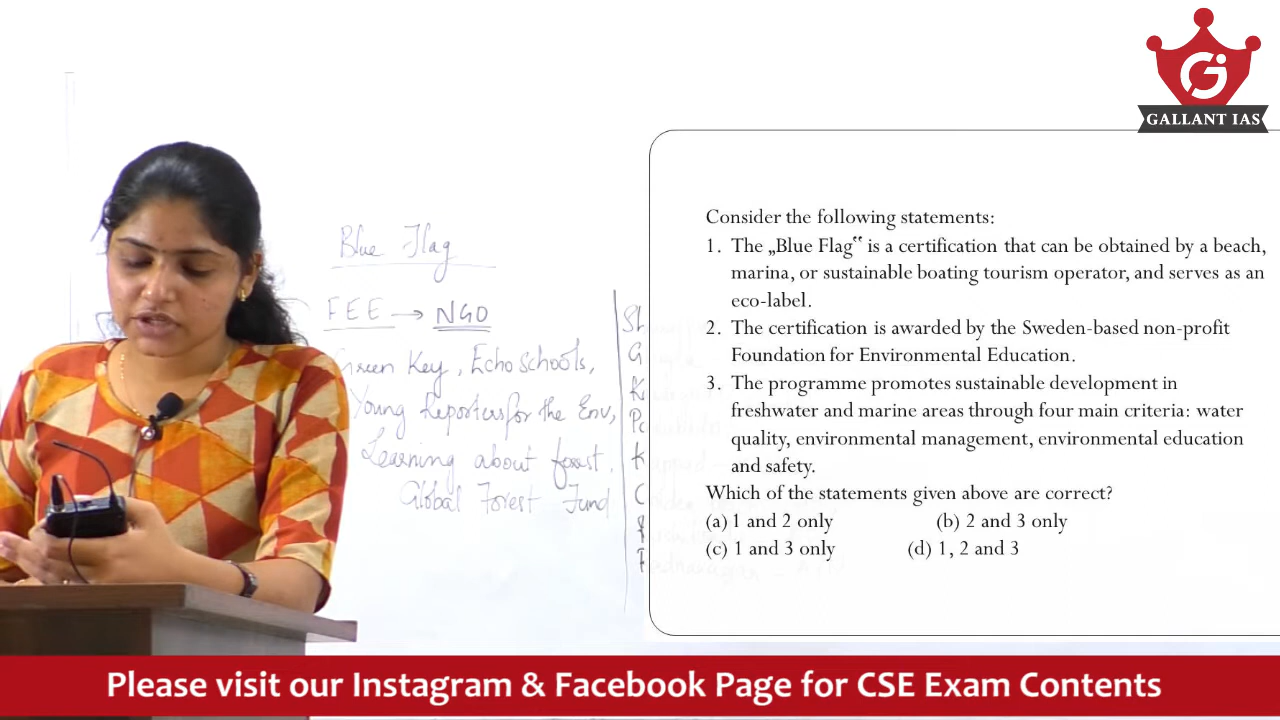 GALLANT IAS
Blue Flag
FEE → NGO
Green Key, Echo Schools,
Young Reporters for the Env,
Learning about forest,
Global Forest Fund
Consider the following statements:
1. The „Blue Flag‟ is a certification that can be obtained by a beach,
marina, or sustainable boating tourism operator, and serves as an
eco-label.
2. The certification is awarded by the Sweden-based non-profit
Foundation for Environmental Education.
3. The programme promotes sustainable development in
freshwater and marine areas through four main criteria: water
quality, environmental management, environmental education
and safety.
Which of the statements given above are correct?
(a) 1 and 2 only (b) 2 and 3 only
(c) 1 and 3 only (d) 1, 2 and 3
Please visit our Instagram & Facebook Page for CSE Exam Contents